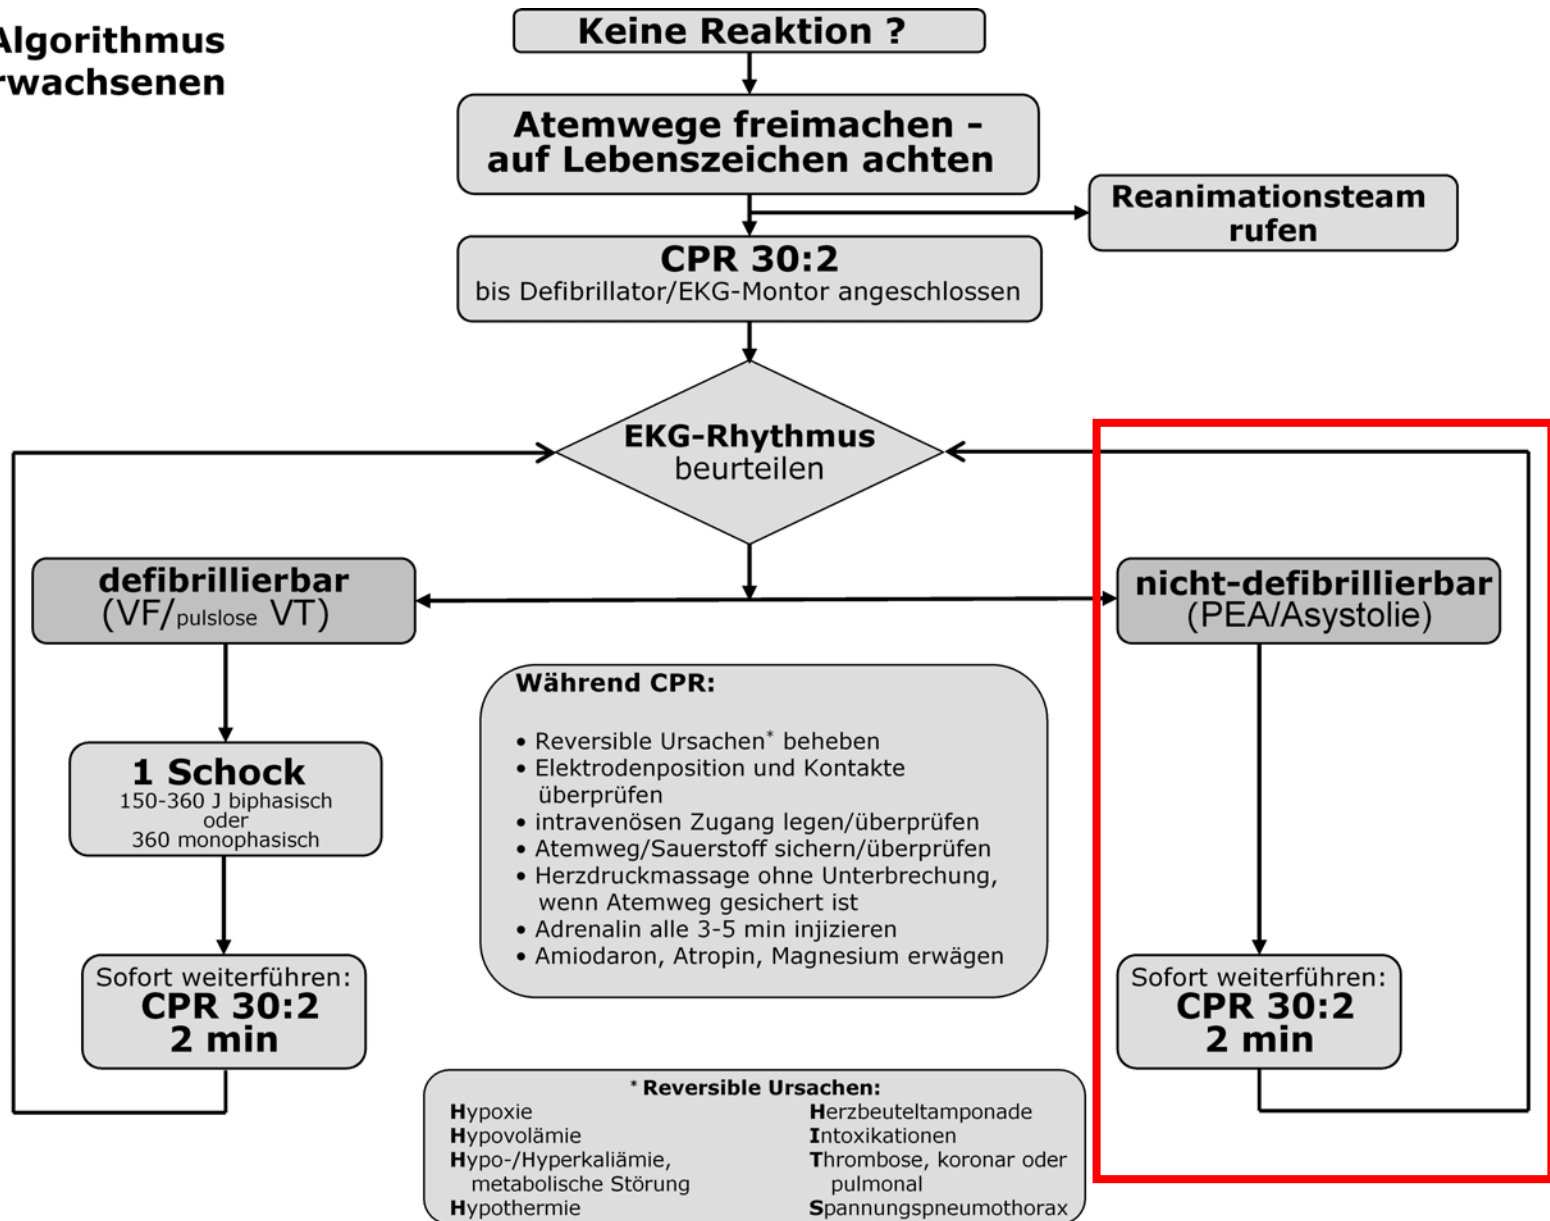 Algorithmus
rwachsenen
Keine Reaktion ?
Atemwege freimachen -
auf Lebenszeichen achten
Reanimationsteam
rufen
CPR 30:2
bis Defibrillator/EKG-Montor angeschlossen
EKG-Rhythmus
beurteilen
defibrillierbar
(VF/pulslose VT)
nicht-defibrillierbar
(PEA/Asystolie)
1 Schock
150-360 J biphasisch
oder
360 monophasisch
Sofort weiterführen:
CPR 30:2
2 min
Während CPR:
• Reversible Ursachen* beheben
• Elektrodenposition und Kontakte
überprüfen
• intravenösen Zugang legen/überprüfen
• Atemweg/Sauerstoff sichern/überprüfen
• Herzdruckmassage ohne Unterbrechung,
wenn Atemweg gesichert ist
• Adrenalin alle 3-5 min injizieren
• Amiodaron, Atropin, Magnesium erwägen
Sofort weiterführen:
CPR 30:2
2 min
* Reversible Ursachen:
Hypoxie
Hypovolämie
Hypo-/Hyperkaliämie,
metabolische Störung
Hypothermie
Herzbeuteltamponade
Intoxikationen
Thrombose, koronar oder
pulmonal
Spannungspneumothorax